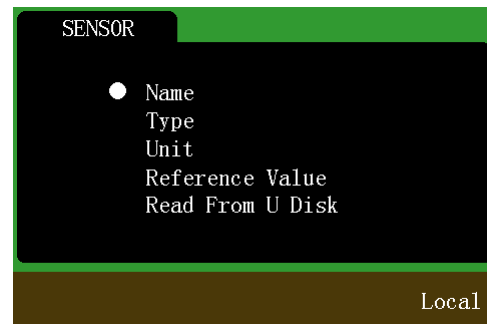 SENSOR
Name
Type
Unit
Reference Value
Read From U Disk
Local